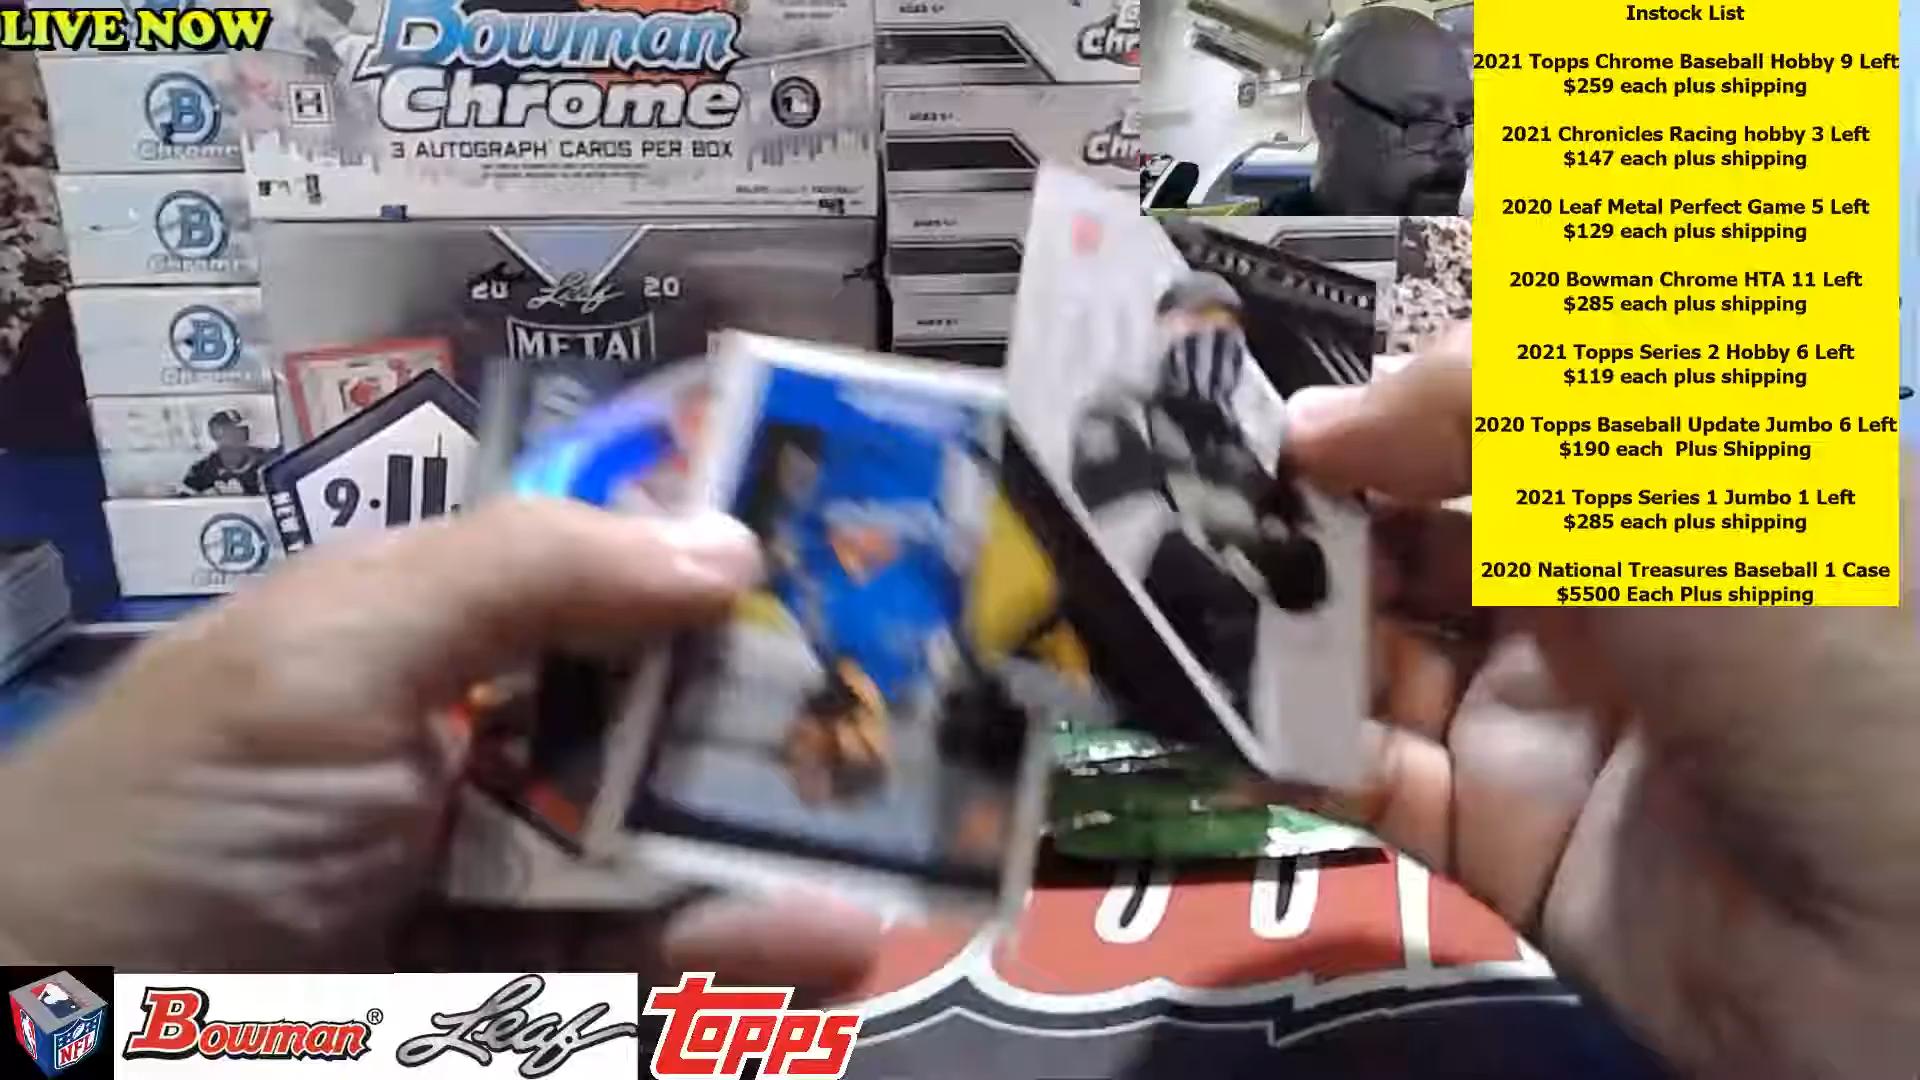 LIVE NOW
Bowman
Chrome
3 AUTOGRAPH CARDS PER BOX
Chrome
20 Leaf 20
METAL
9·11
NEW
Instock List
2021 Topps Chrome Baseball Hobby 9 Left
$259 each plus shipping
2021 Chronicles Racing hobby 3 Left
$147 each plus shipping
2020 Leaf Metal Perfect Game 5 Left
$129 each plus shipping
2020 Bowman Chrome HTA 11 Left
$285 each plus shipping
2021 Topps Series 2 Hobby 6 Left
$119 each plus shipping
2020 Topps Baseball Update Jumbo 6 Left
$190 each  Plus Shipping
2021 Topps Series 1 Jumbo 1 Left
$285 each plus shipping
2020 National Treasures Baseball 1 Case
$5500 Each Plus shipping
NFL
Bowman®
Leaf
Topps